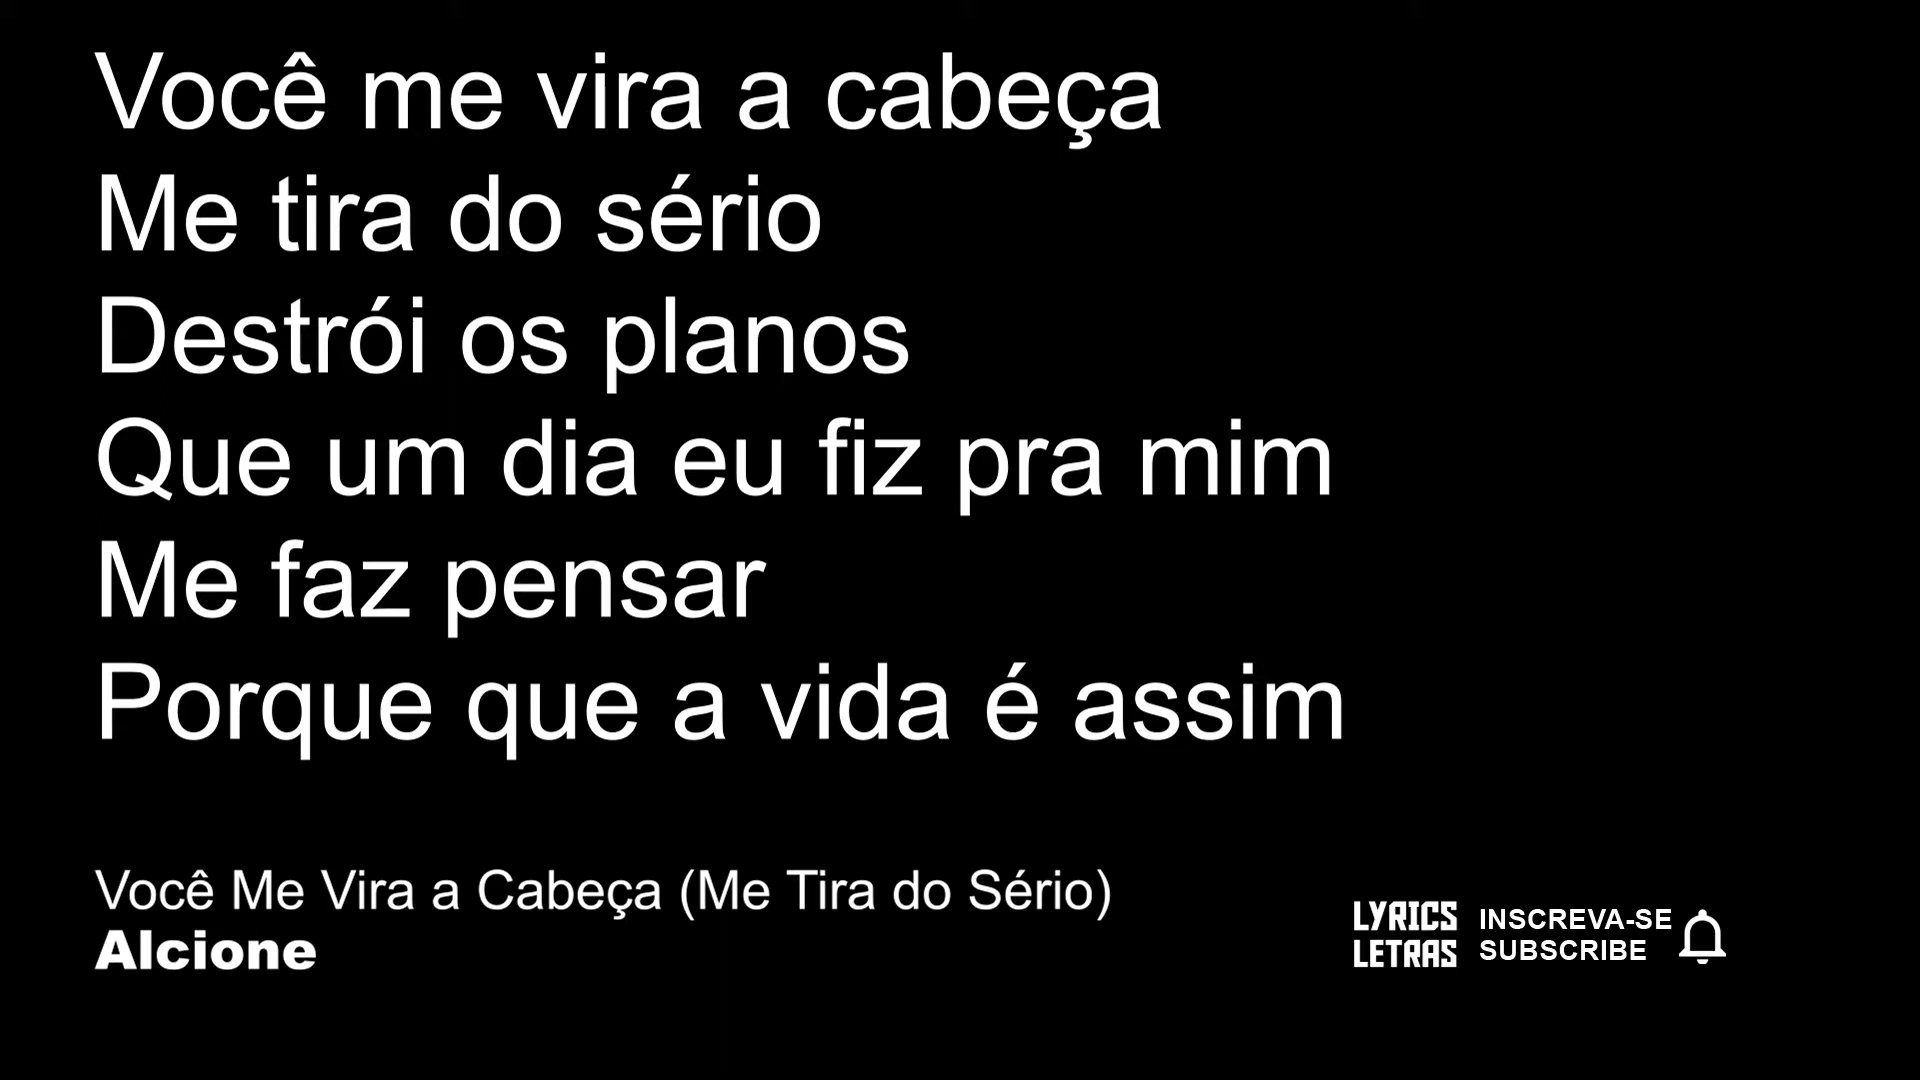 Você me vira a cabeça
Me tira do sério
Destrói os planos
Que um dia eu fiz pra mim
Me faz pensar
Porque que a vida é assim
Você Me Vira a Cabeça (Me Tira do Sério)
Alcione
LYRICS
LETRAS
INSCREVA-SE
SUBSCRIBE